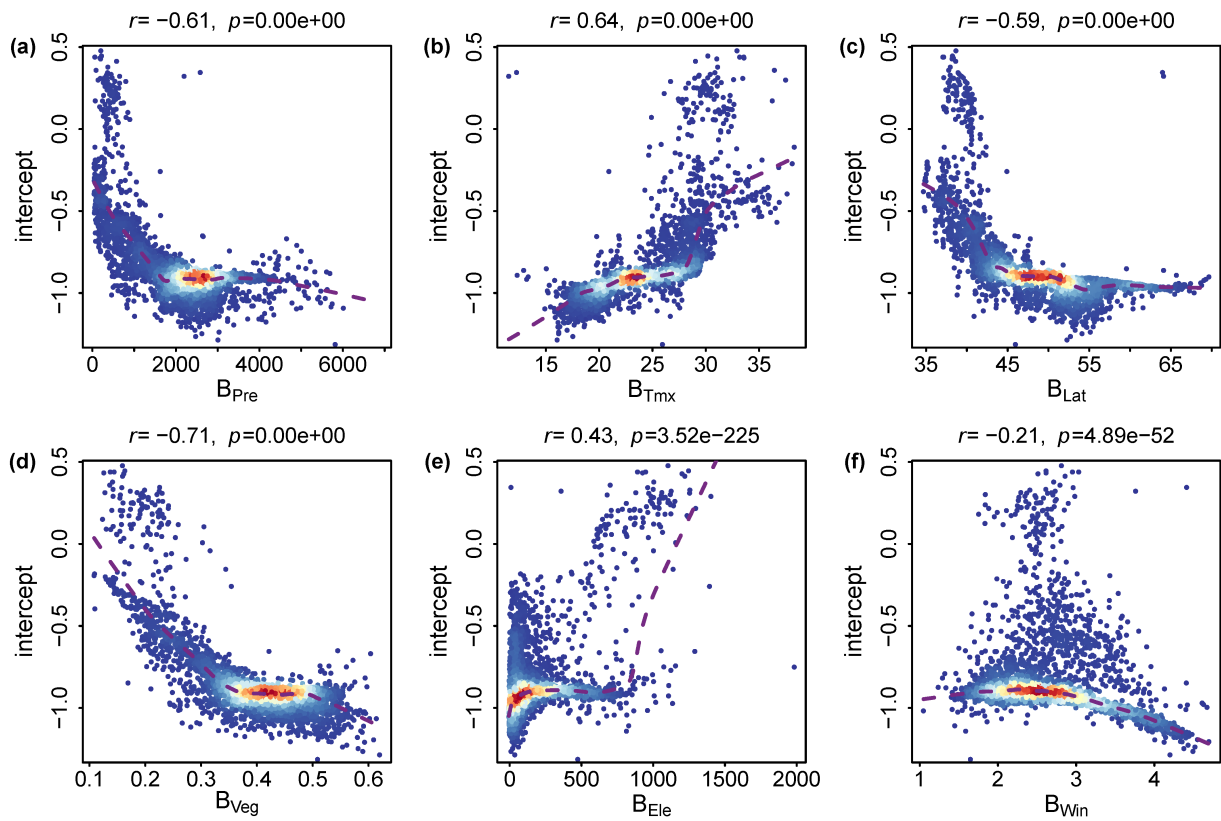 r= −0.61, p=0.00e+00
(a)
0.5
0.0
−0.5
−1.0
intercept
0 2000 4000 6000
B_Pre
r= 0.64, p=0.00e+00
(b)
0.5
0.0
−0.5
−1.0
intercept
15 20 25 30 35
B_Tmx
r= −0.59, p=0.00e+00
(c)
0.5
0.0
−0.5
−1.0
intercept
35 45 55 65
B_Lat
r= −0.71, p=0.00e+00
(d)
0.5
0.0
−0.5
−1.0
intercept
0.1 0.2 0.3 0.4 0.5 0.6
B_Veg
r= 0.43, p=3.52e−225
(e)
0.5
0.0
−0.5
−1.0
intercept
0 500 1000 1500 2000
B_Ele
r= −0.21, p=4.89e−52
(f)
0.5
0.0
−0.5
−1.0
intercept
1 2 3 4
B_Win